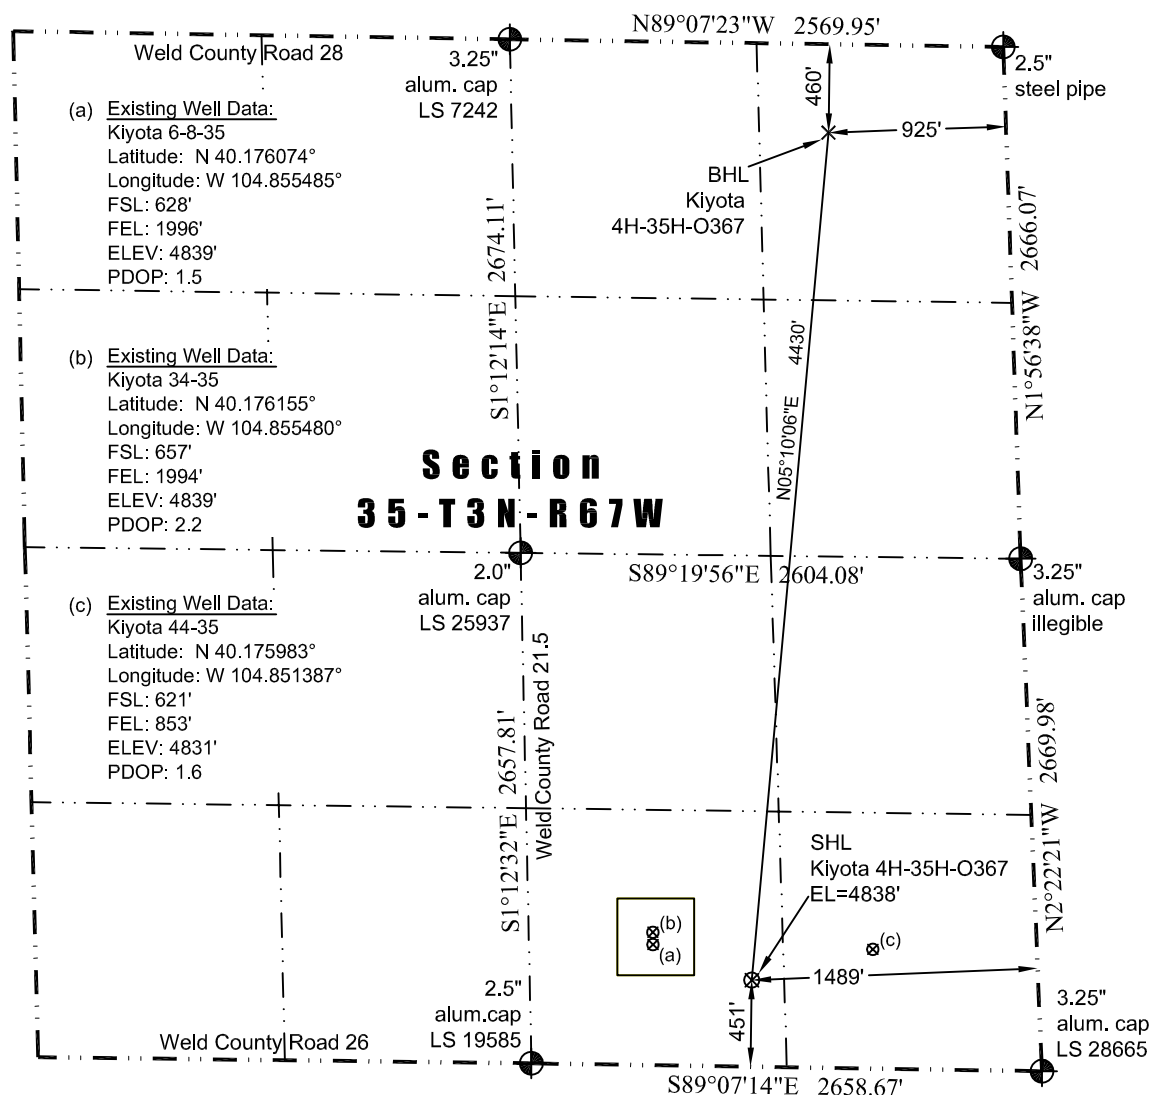 N89°07'23"W 2569.95'
Weld County Road 28
3.25"
alum. cap
LS 7242
2.5"
steel pipe
460'
925'
(a) Existing Well Data:
Kiyota 6-8-35
Latitude: N 40.176074°
Longitude: W 104.855485°
FSL: 628'
FEL: 1996'
ELEV: 4839'
PDOP: 1.5
BHL
Kiyota
4H-35H-O367
S1°12'14"E 2674.11'
N1°56'38"W 2666.07'
(b) Existing Well Data:
Kiyota 34-35
Latitude: N 40.176155°
Longitude: W 104.855480°
FSL: 657'
FEL: 1994'
ELEV: 4839'
PDOP: 2.2
N05°10'06"E 4430'
Section
35-T3N-R67W
2.0"
alum. cap
LS 25937
S89°19'56"E 2604.08'
3.25"
alum. cap
illegible
(c) Existing Well Data:
Kiyota 44-35
Latitude: N 40.175983°
Longitude: W 104.851387°
FSL: 621'
FEL: 853'
ELEV: 4831'
PDOP: 1.6
S1°12'32"E 2657.81'
Weld County Road 21.5
N2°22'21"W 2669.98'
SHL
Kiyota 4H-35H-O367
EL=4838'
(b)
(a)
(c)
1489'
451'
2.5"
alum.cap
LS 19585
3.25"
alum. cap
LS 28665
Weld County Road 26
S89°07'14"E 2658.67'